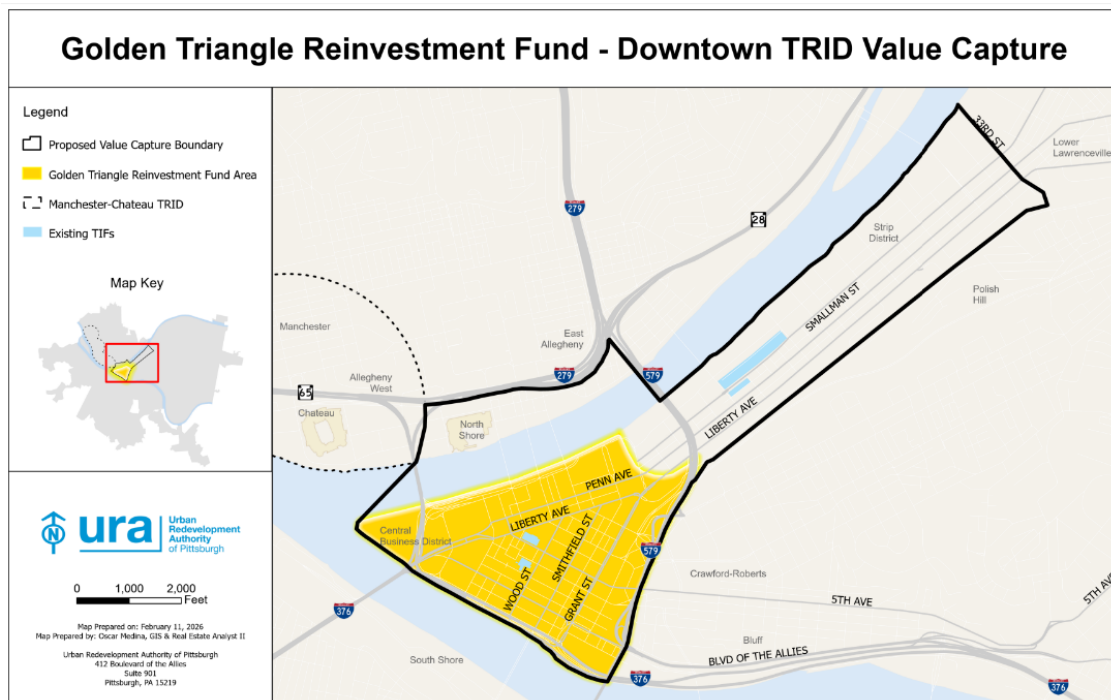 Golden Triangle Reinvestment Fund - Downtown TRID Value Capture
Legend
Proposed Value Capture Boundary
Golden Triangle Reinvestment Fund Area
Manchester-Chateau TRID
Existing TIFs
Map Key
N
ura
Urban
Redevelopment
Authority
of Pittsburgh
0 1,000 2,000
Feet
Map Prepared on: February 11, 2026
Map Prepared by: Oscar Medina, GIS & Real Estate Analyst II
Urban Redevelopment Authority of Pittsburgh
412 Boulevard of the Allies
Suite 901
Pittsburgh, PA 15219
33RD ST
Lower
Lawrenceville
279
28
Strip
District
Polish
Hill
SMALLMAN ST
Manchester
East
Allegheny
279
579
Allegheny
West
65
Chateau
North
Shore
LIBERTY AVE
PENN AVE
LIBERTY AVE
Central
Business District
SMITHFIELD ST
WOOD ST
GRANT ST
579
Crawford-Roberts
5TH AVE
5TH AVE
376
Bluff
BLVD OF THE ALLIES
South Shore
376
376